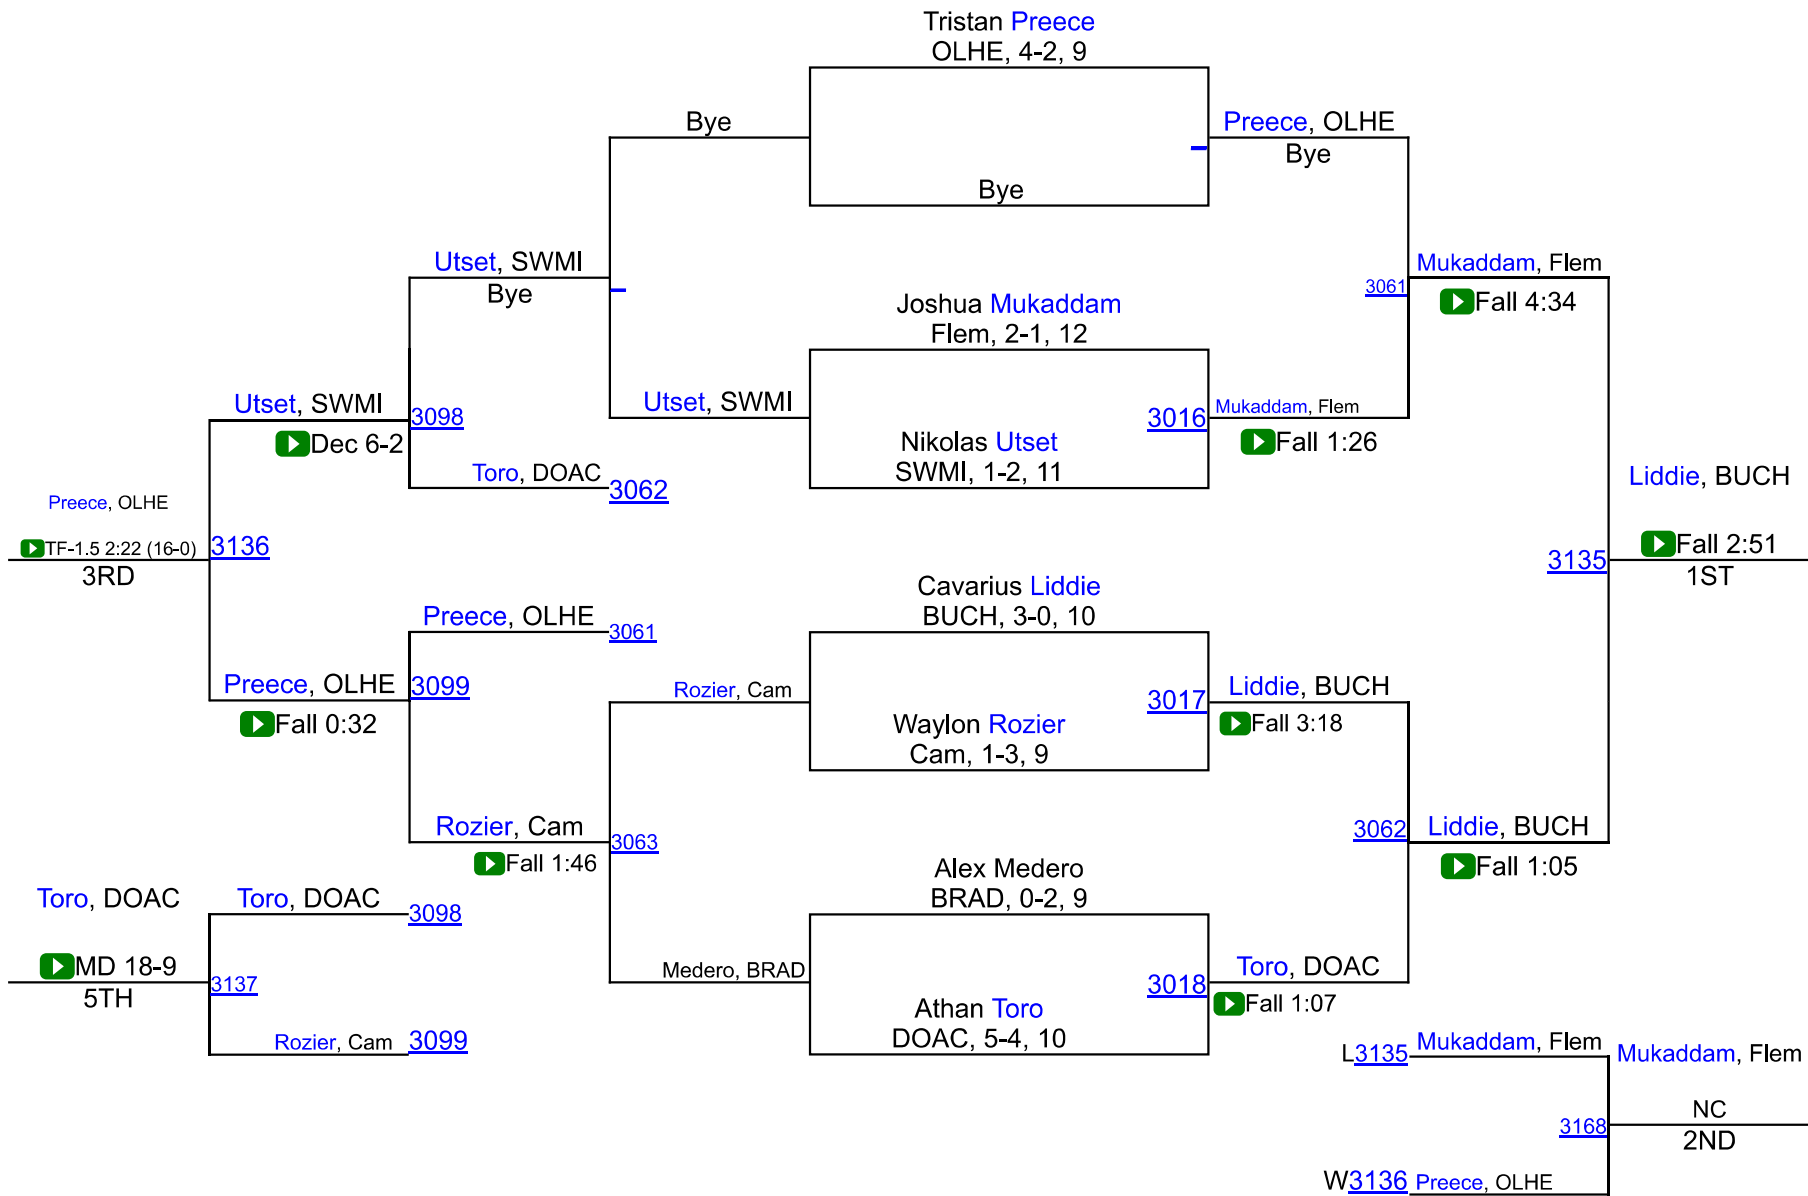 Tristan Preece
OLHE, 4-2, 9
Bye
Preece, OLHE
Bye
Bye
Utset, SWMI
Bye
Mukaddam, Flem
3061
Fall 4:34
Joshua Mukaddam
Flem, 2-1, 12
Utset, SWMI
3098
Dec 6-2
Utset, SWMI
3016
Mukaddam, Flem
Fall 1:26
Nikolas Utset
SWMI, 1-2, 11
Toro, DOAC
3062
Liddie, BUCH
Preece, OLHE
TF-1.5 2:22 (16-0)
3136
3RD
3135
Fall 2:51
1ST
Cavarius Liddie
BUCH, 3-0, 10
Preece, OLHE
3061
Preece, OLHE
3099
Fall 0:32
Rozier, Cam
3017
Liddie, BUCH
Fall 3:18
Waylon Rozier
Cam, 1-3, 9
Rozier, Cam
3063
Fall 1:46
3062
Liddie, BUCH
Fall 1:05
Alex Medero
BRAD, 0-2, 9
Toro, DOAC
Toro, DOAC
3098
MD 18-9
3137
5TH
Medero, BRAD
3018
Toro, DOAC
Fall 1:07
Athan Toro
DOAC, 5-4, 10
Rozier, Cam
3099
L3135
Mukaddam, Flem
Mukaddam, Flem
NC
3168
2ND
W3136
Preece, OLHE